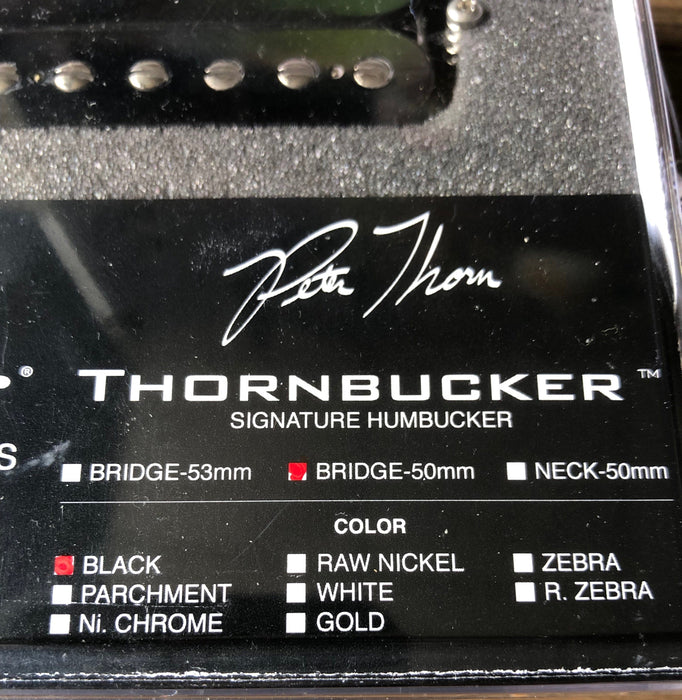 Peter Thorn
THORNBUCKER™
SIGNATURE HUMBUCKER
BRIDGE-53mm BRIDGE-50mm NECK-50mm
COLOR
BLACK RAW NICKEL ZEBRA
PARCHMENT WHITE R. ZEBRA
Ni. CHROME GOLD